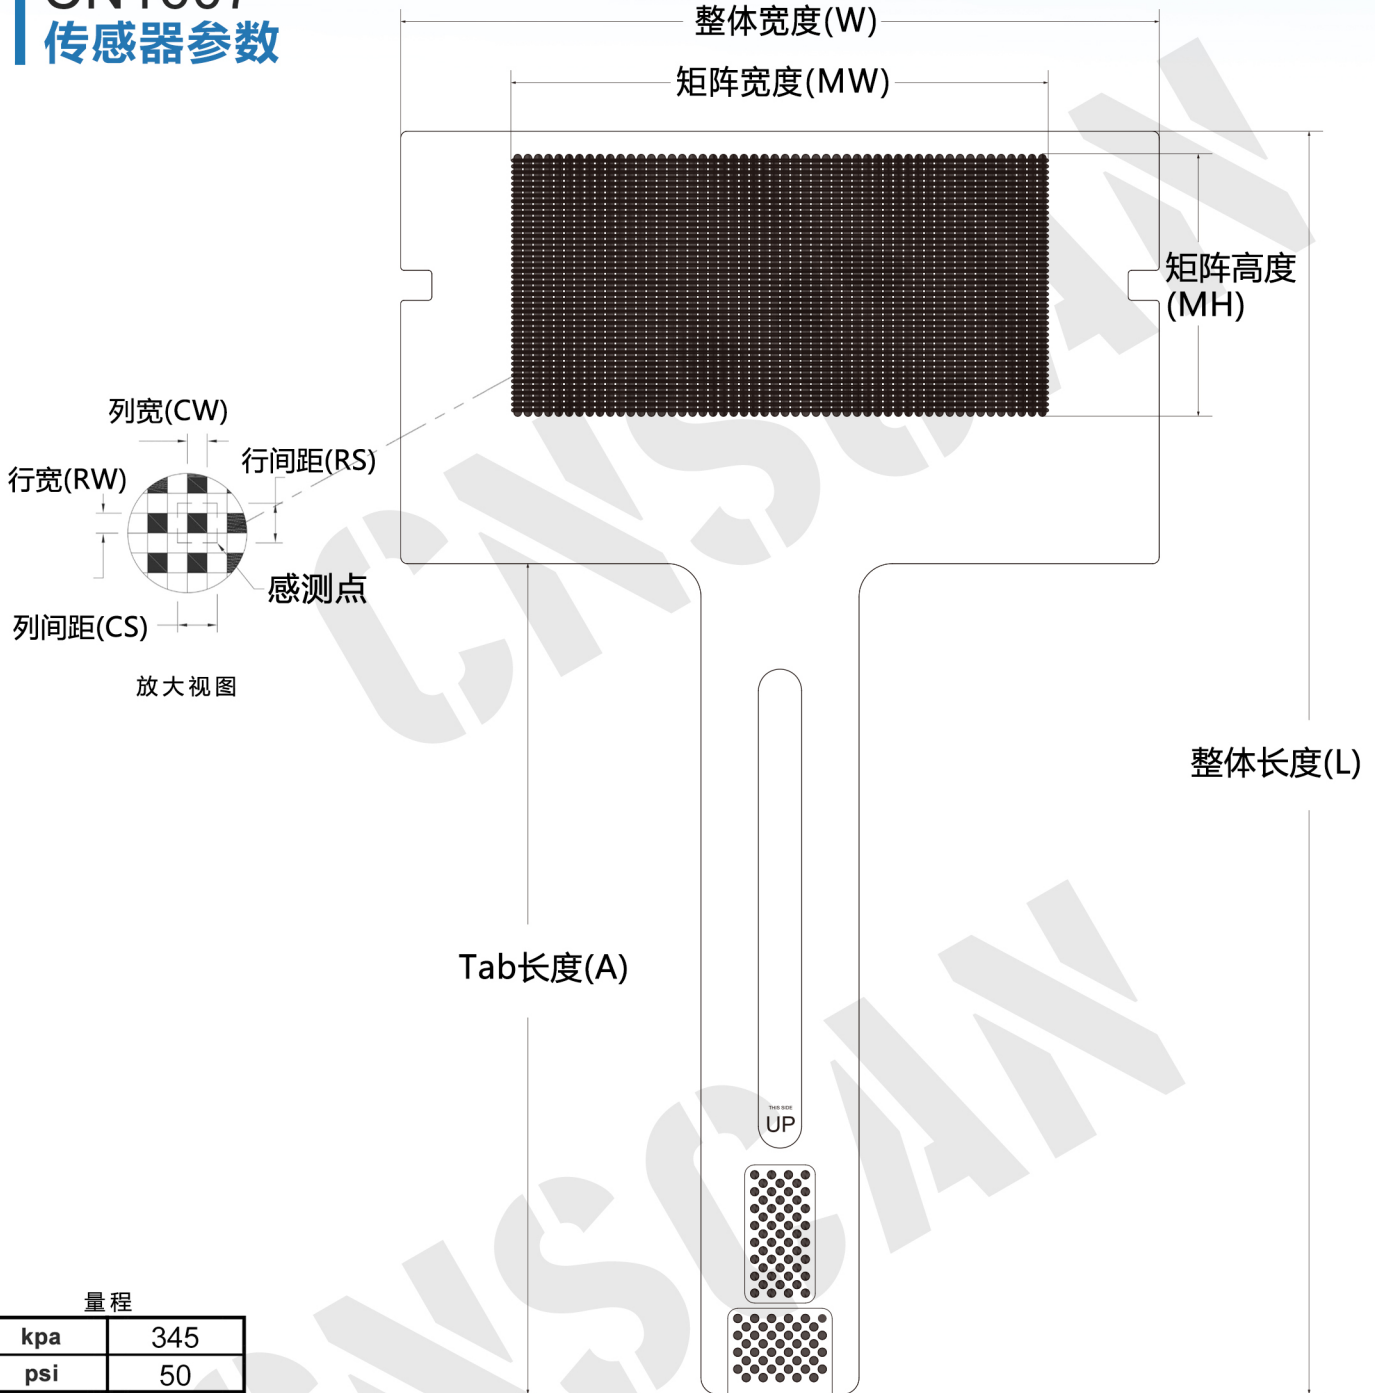 传感器参数
整体宽度(W)
矩阵宽度(MW)
矩阵高度
(MH)
列宽(CW)
行间距(RS)
行宽(RW)
感测点
列间距(CS)
放大视图
整体长度(L)
Tab长度(A)
THIS SIDE
UP
量程
kpa 345
psi 50
CNSCAN
CNSCAN